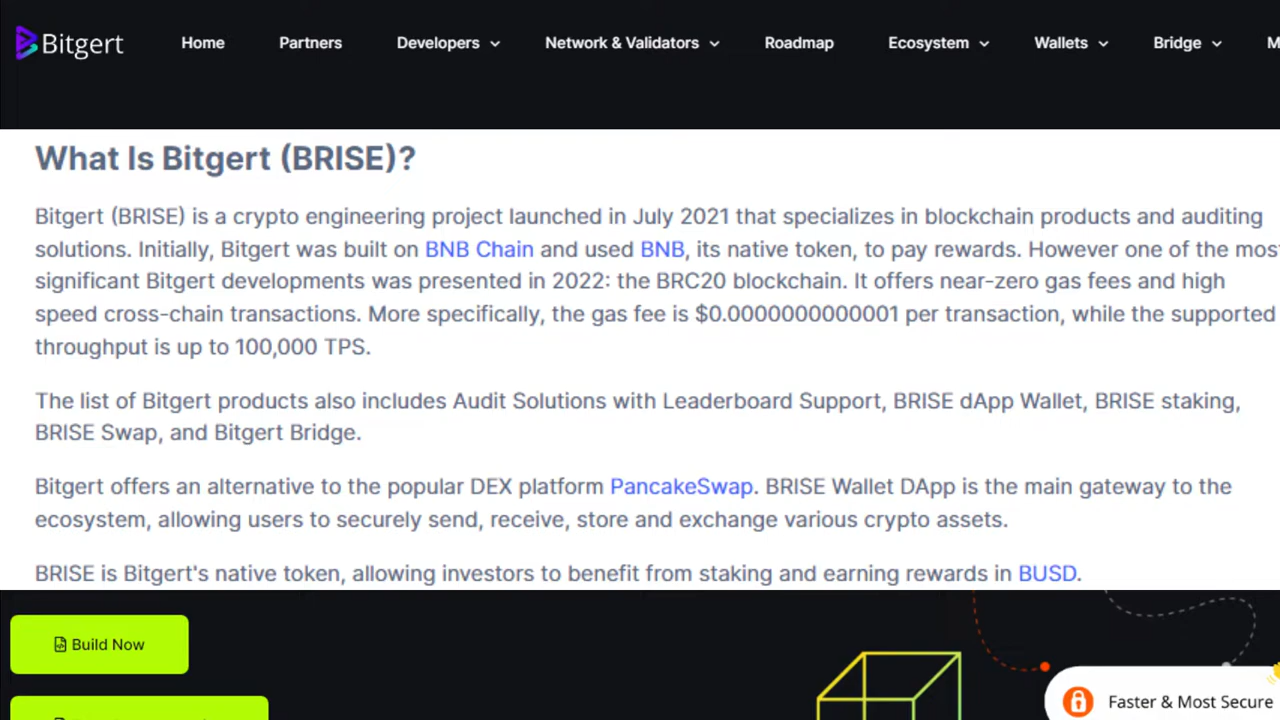 Bitgert Home Partners Developers Network & Validators Roadmap Ecosystem Wallets Bridge M
What Is Bitgert (BRISE)?
Bitgert (BRISE) is a crypto engineering project launched in July 2021 that specializes in blockchain products and auditing
solutions. Initially, Bitgert was built on BNB Chain and used BNB, its native token, to pay rewards. However one of the most
significant Bitgert developments was presented in 2022: the BRC20 blockchain. It offers near-zero gas fees and high
speed cross-chain transactions. More specifically, the gas fee is $0.0000000000001 per transaction, while the supported
throughput is up to 100,000 TPS.
The list of Bitgert products also includes Audit Solutions with Leaderboard Support, BRISE dApp Wallet, BRISE staking,
BRISE Swap, and Bitgert Bridge.
Bitgert offers an alternative to the popular DEX platform PancakeSwap. BRISE Wallet DApp is the main gateway to the
ecosystem, allowing users to securely send, receive, store and exchange various crypto assets.
BRISE is Bitgert's native token, allowing investors to benefit from staking and earning rewards in BUSD.
Build Now
Faster & Most Secure